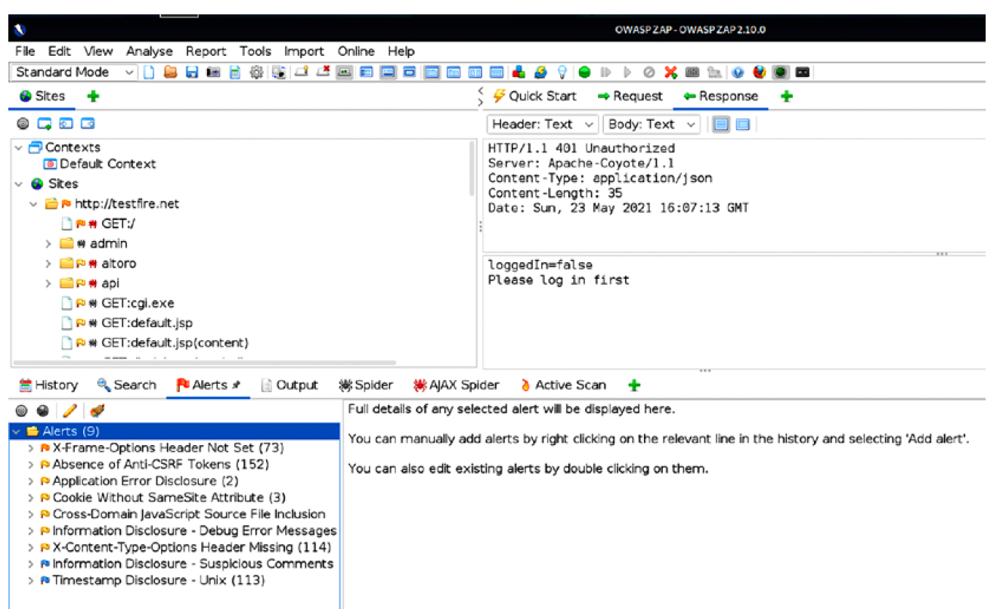 OWASP ZAP - OWASP ZAP 2.10.0
File Edit View Analyse Report Tools Import Online Help
Standard Mode
Sites
Quick Start Request Response
Header: Text Body: Text
Contexts
Default Context
Sites
http://testfire.net
GET:/
admin
altoro
api
GET:cgi.exe
GET:default.jsp
GET:default.jsp(content)
HTTP/1.1 401 Unauthorized
Server: Apache-Coyote/1.1
Content-Type: application/json
Content-Length: 35
Date: Sun, 23 May 2021 16:07:13 GMT
loggedIn=false
Please log in first
History Search Alerts Output Spider AJAX Spider Active Scan
Alerts (9)
X-Frame-Options Header Not Set (73)
Absence of Anti-CSRF Tokens (152)
Application Error Disclosure (2)
Cookie Without SameSite Attribute (3)
Cross-Domain JavaScript Source File Inclusion
Information Disclosure - Debug Error Messages
X-Content-Type-Options Header Missing (114)
Information Disclosure - Suspicious Comments
Timestamp Disclosure - Unix (113)
Full details of any selected alert will be displayed here.
You can manually add alerts by right clicking on the relevant line in the history and selecting 'Add alert'.
You can also edit existing alerts by double clicking on them.